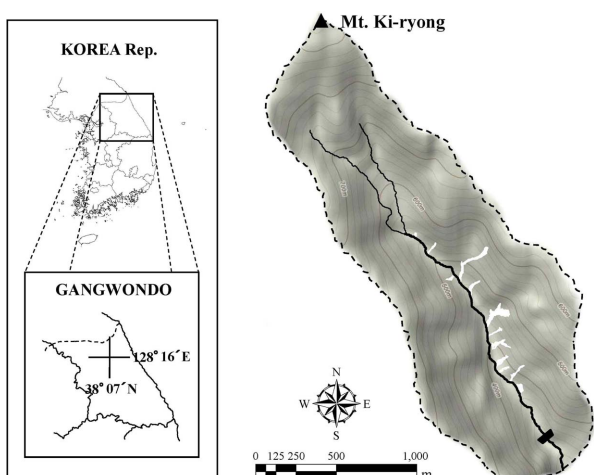 KOREA Rep.
GANGWONDO
128° 16´E
38° 07´N
Mt. Ki-ryong
N
W E
S
0 125 250 500 1,000
m